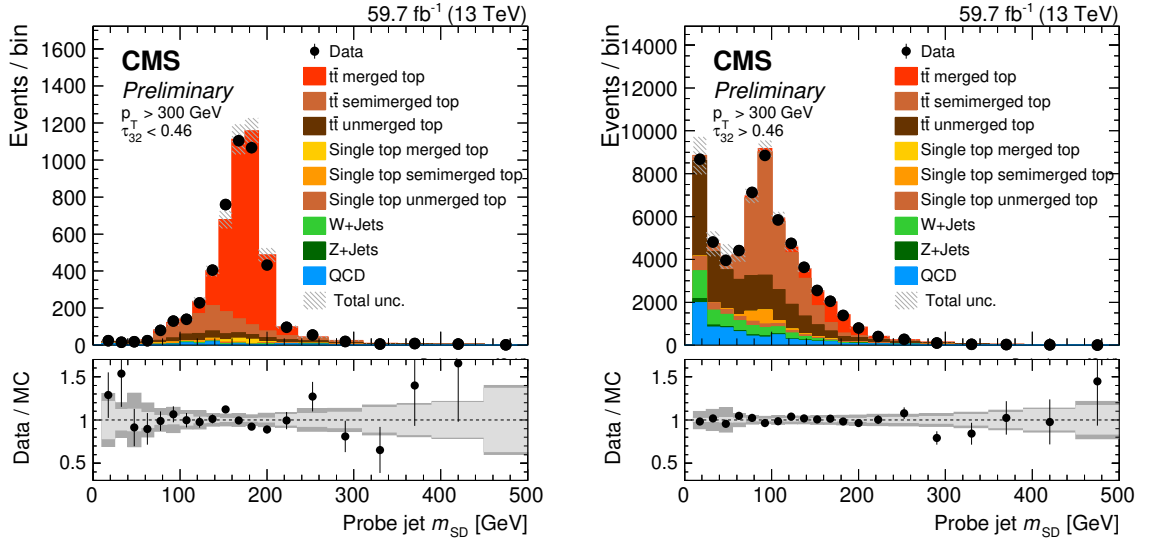 59.7 fb⁻¹ (13 TeV)
Events / bin
1600
1400
1200
1000
800
600
400
200
0
CMS
Preliminary
p_T > 300 GeV
τ₃₂ᵀ < 0.46
Data
tt̄ merged top
tt̄ semimerged top
tt̄ unmerged top
Single top merged top
Single top semimerged top
Single top unmerged top
W+Jets
Z+Jets
QCD
Total unc.
Data / MC
1.5
1
0.5
0 100 200 300 400 500
Probe jet m_SD [GeV]
59.7 fb⁻¹ (13 TeV)
Events / bin
14000
12000
10000
8000
6000
4000
2000
0
CMS
Preliminary
p_T > 300 GeV
τ₃₂ᵀ > 0.46
Data
tt̄ merged top
tt̄ semimerged top
tt̄ unmerged top
Single top merged top
Single top semimerged top
Single top unmerged top
W+Jets
Z+Jets
QCD
Total unc.
Data / MC
1.5
1
0.5
0 100 200 300 400 500
Probe jet m_SD [GeV]